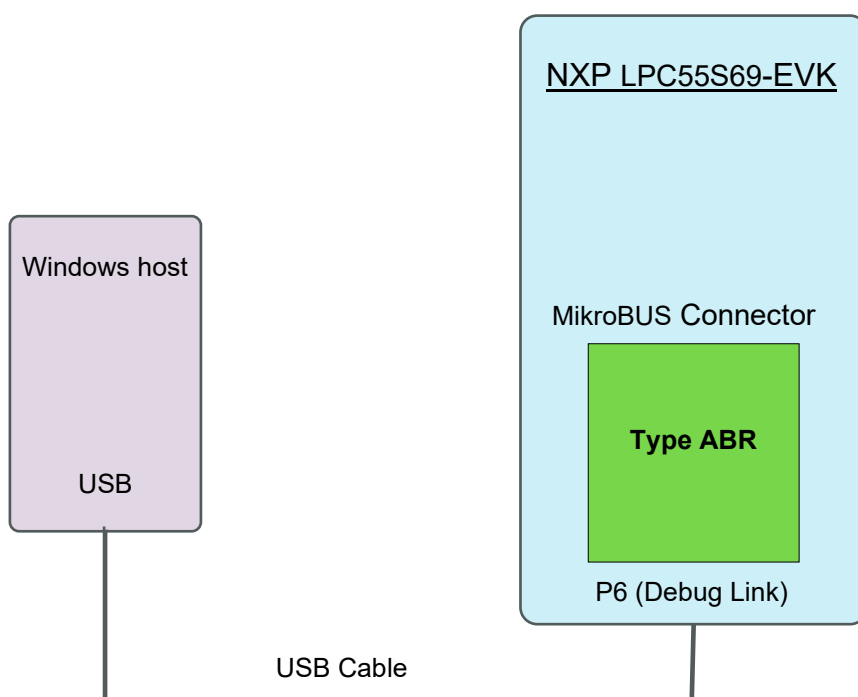 NXP LPC55S69-EVK
Windows host
MikroBUS Connector
Type ABR
USB
P6 (Debug Link)
USB Cable